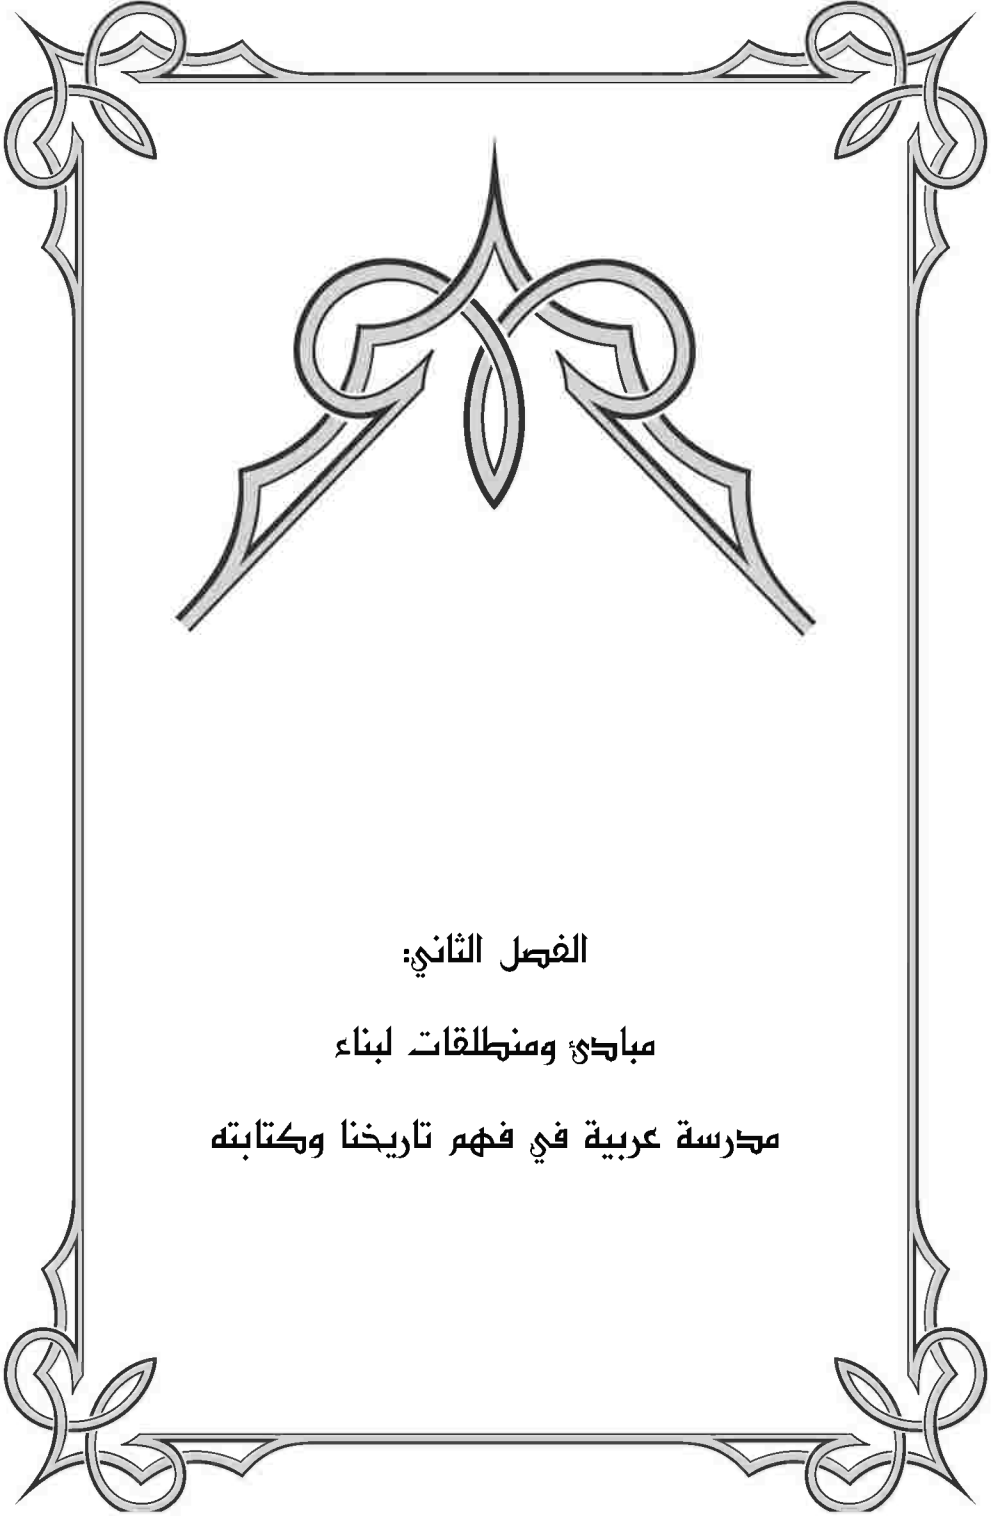 الفصل الثاني:
مبادئ ومنطلقات لبناء
مدرسة عربية في فهم تاريخنا وكتابته